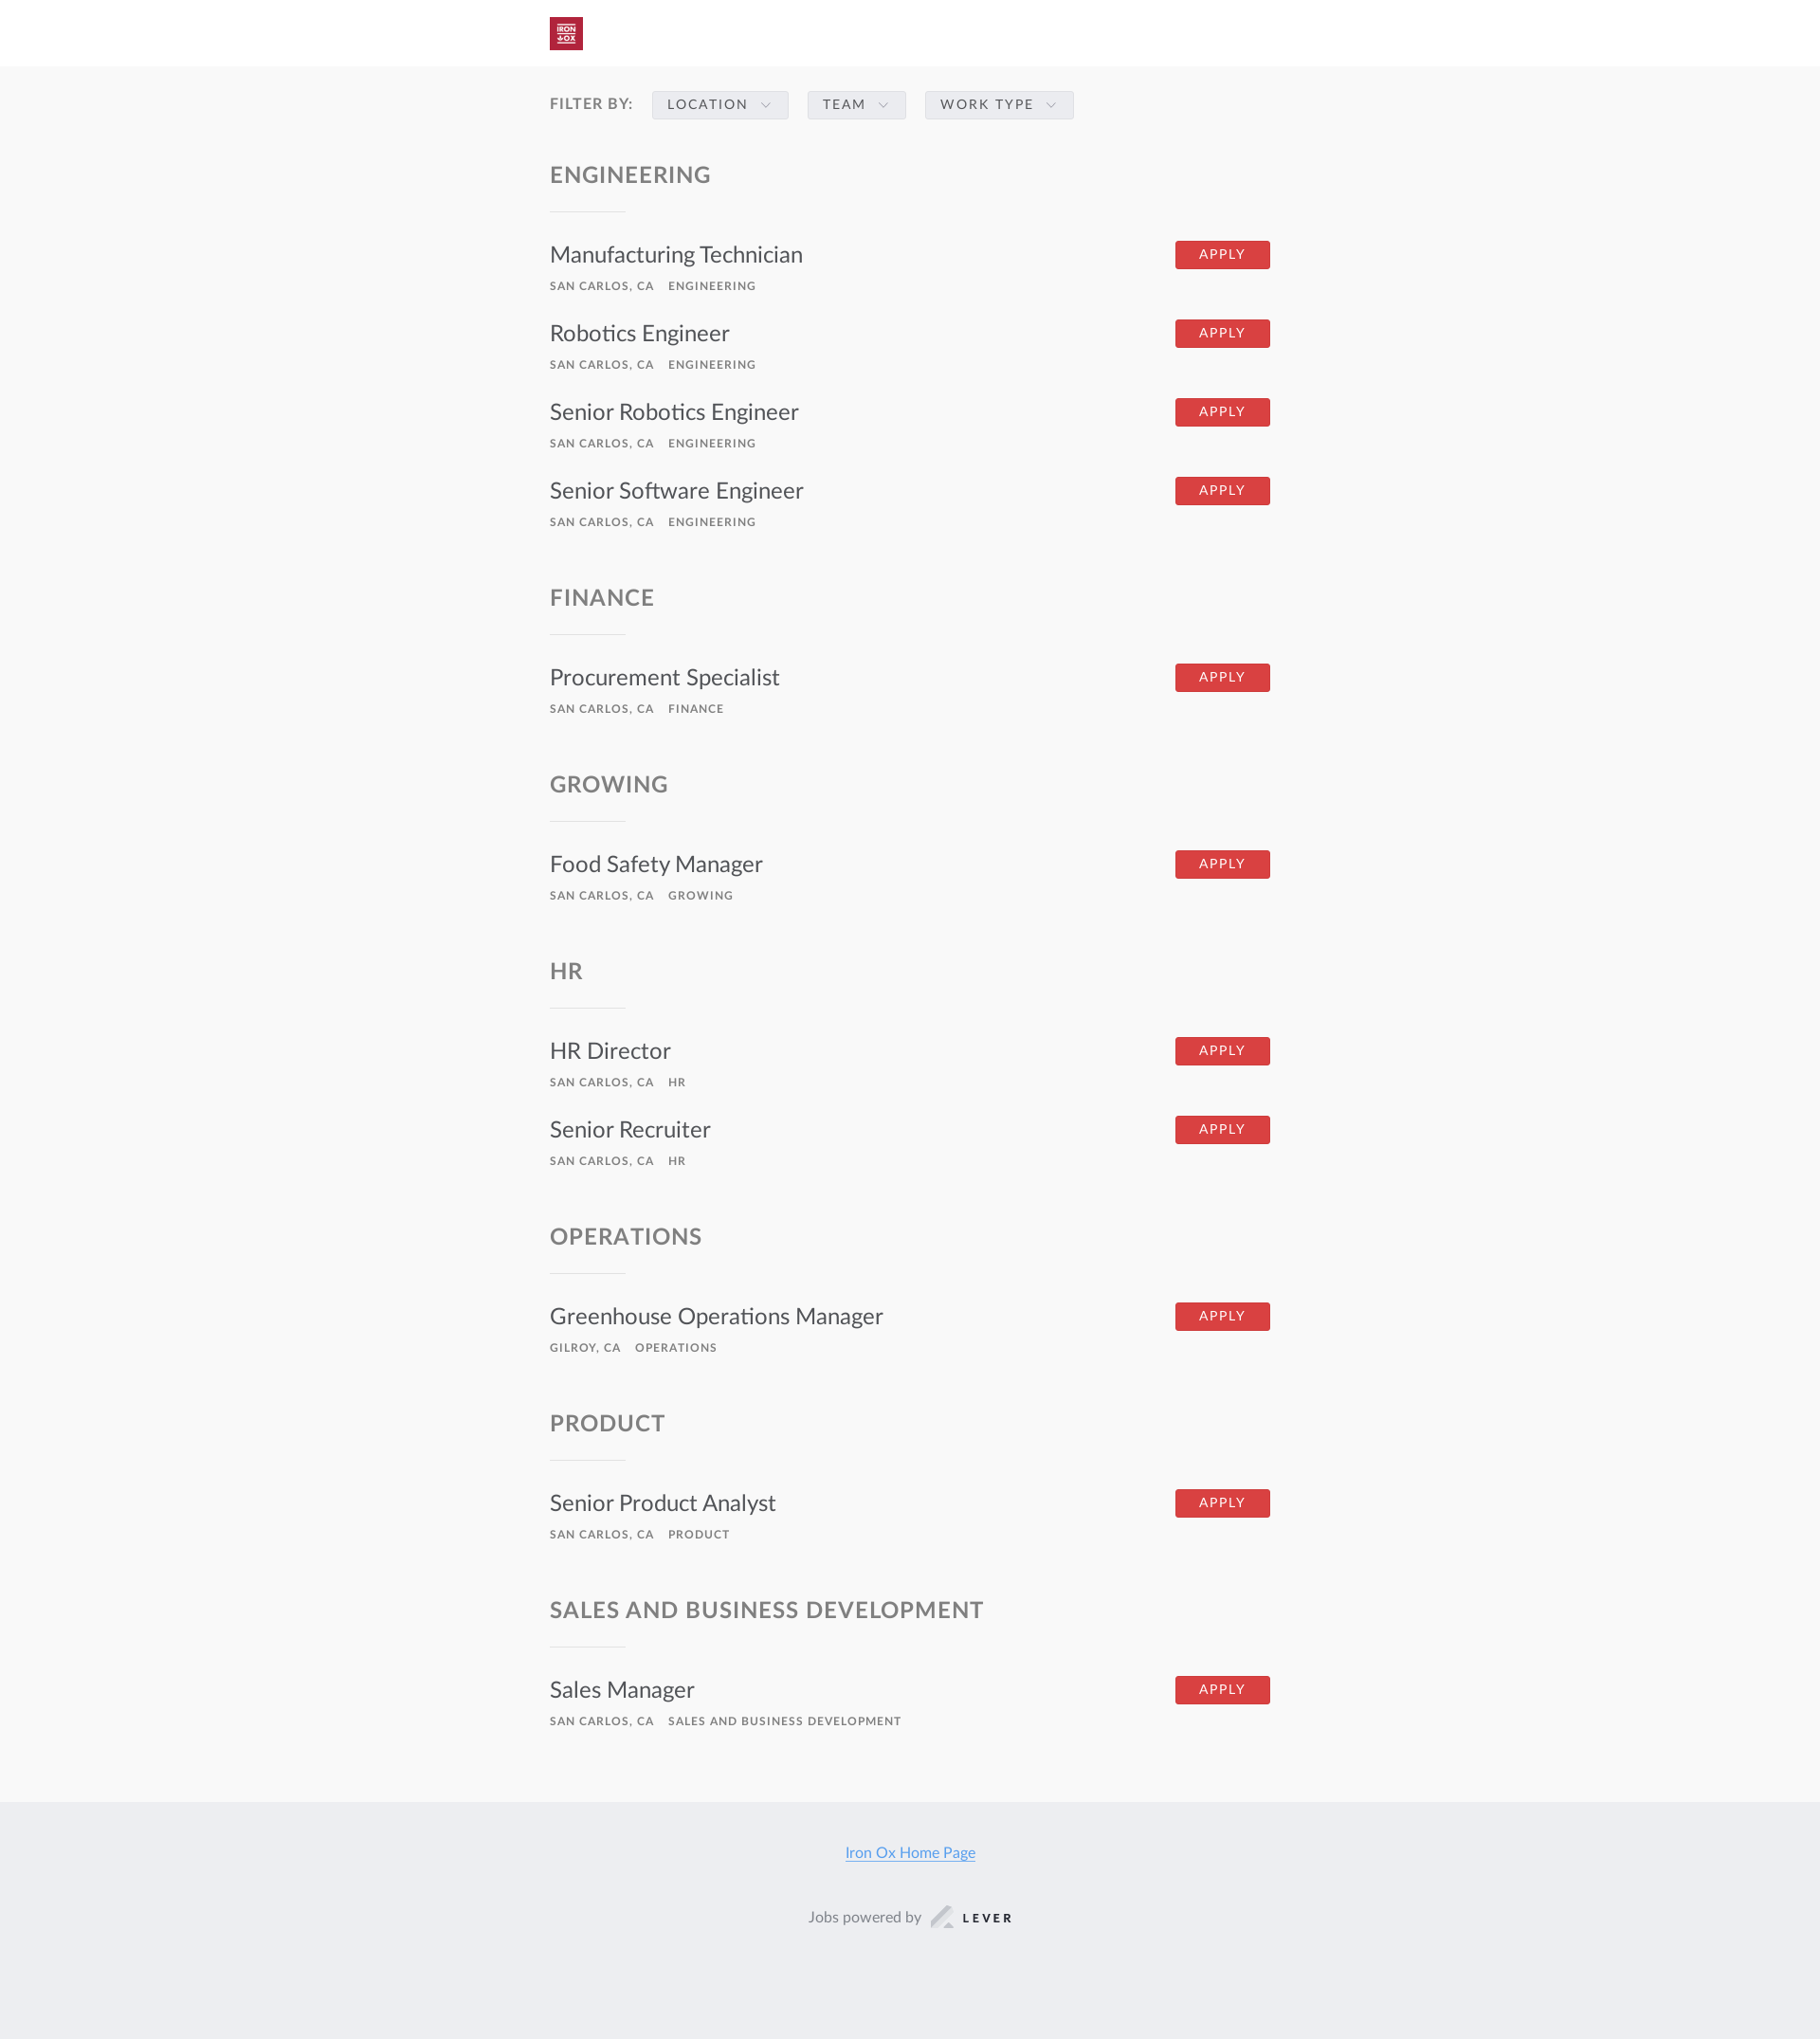 IRON
OX
FILTER BY: LOCATION TEAM WORK TYPE
ENGINEERING
Manufacturing Technician APPLY
SAN CARLOS, CA ENGINEERING
Robotics Engineer APPLY
SAN CARLOS, CA ENGINEERING
Senior Robotics Engineer APPLY
SAN CARLOS, CA ENGINEERING
Senior Software Engineer APPLY
SAN CARLOS, CA ENGINEERING
FINANCE
Procurement Specialist APPLY
SAN CARLOS, CA FINANCE
GROWING
Food Safety Manager APPLY
SAN CARLOS, CA GROWING
HR
HR Director APPLY
SAN CARLOS, CA HR
Senior Recruiter APPLY
SAN CARLOS, CA HR
OPERATIONS
Greenhouse Operations Manager APPLY
GILROY, CA OPERATIONS
PRODUCT
Senior Product Analyst APPLY
SAN CARLOS, CA PRODUCT
SALES AND BUSINESS DEVELOPMENT
Sales Manager APPLY
SAN CARLOS, CA SALES AND BUSINESS DEVELOPMENT
Iron Ox Home Page
Jobs powered by LEVER